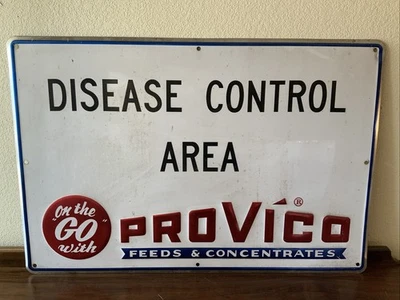 DISEASE CONTROL
AREA
"On the
GO"
with
PROVICO®
FEEDS & CONCENTRATES